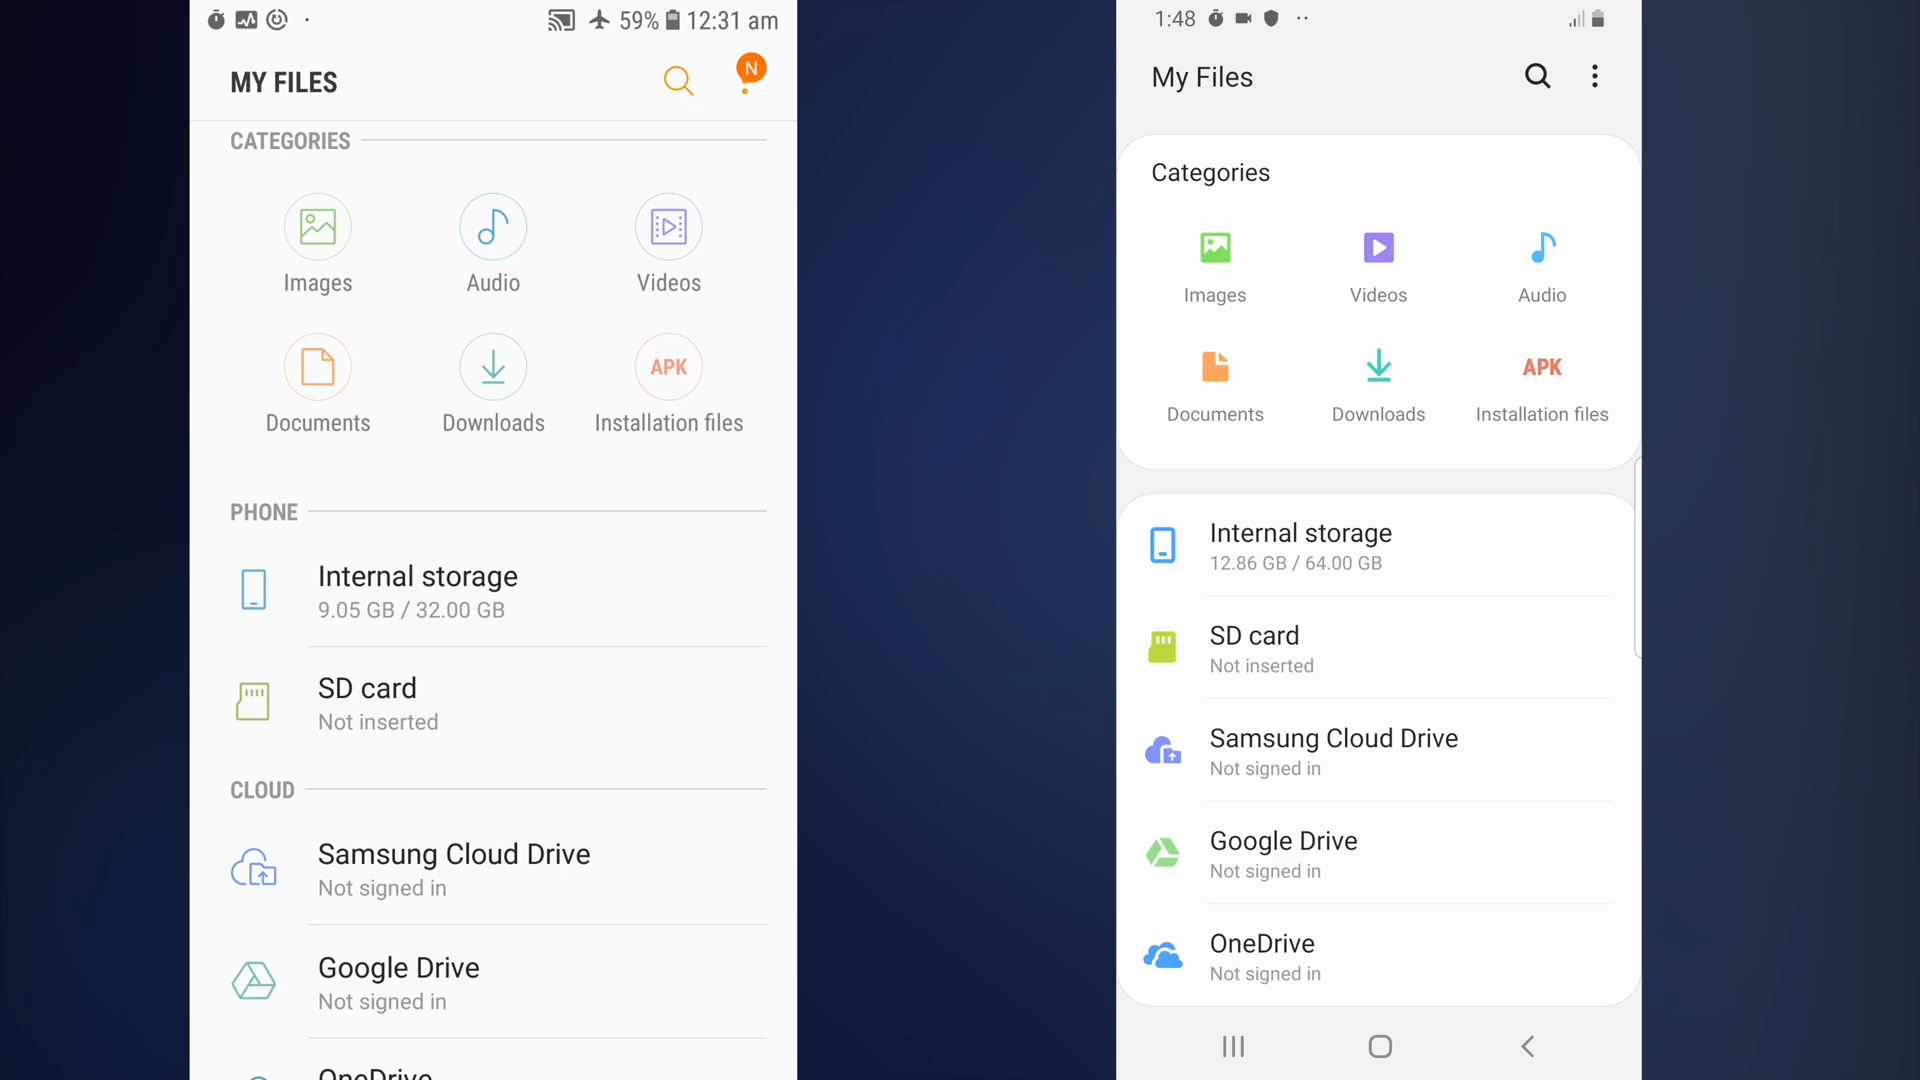 59% 12:31 am
MY FILES
N
CATEGORIES
Images Audio Videos
APK
Documents Downloads Installation files
PHONE
Internal storage
9.05 GB / 32.00 GB
SD card
Not inserted
CLOUD
Samsung Cloud Drive
Not signed in
Google Drive
Not signed in
OneDrive
1:48
My Files
Categories
Images Videos Audio
APK
Documents Downloads Installation files
Internal storage
12.86 GB / 64.00 GB
SD card
Not inserted
Samsung Cloud Drive
Not signed in
Google Drive
Not signed in
OneDrive
Not signed in